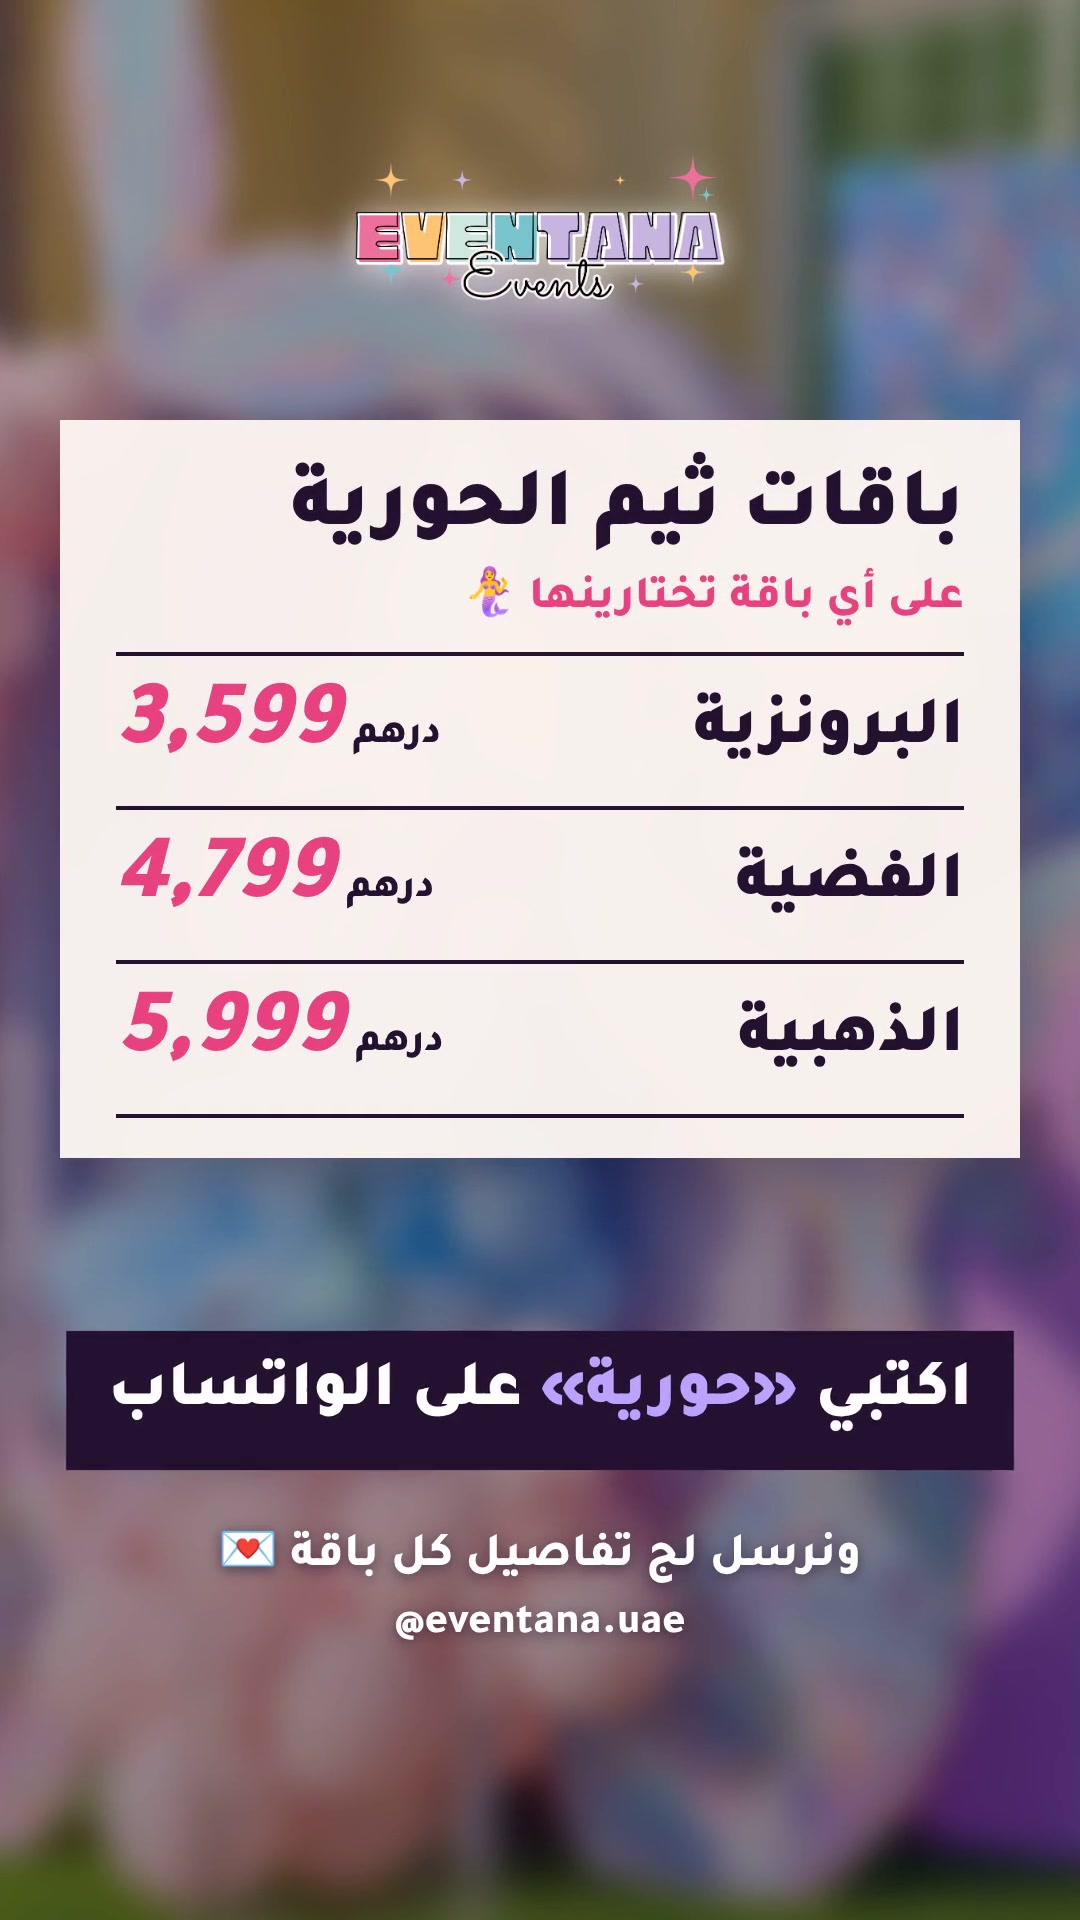 EVENTANA
Events
باقات ثيم الحورية
على أي باقة تختارينها 🧜‍♀️
البرونزية 3,599 درهم
الفضية 4,799 درهم
الذهبية 5,999 درهم
اكتبي «حورية» على الواتساب
ونرسل لج تفاصيل كل باقة 💌
@eventana.uae